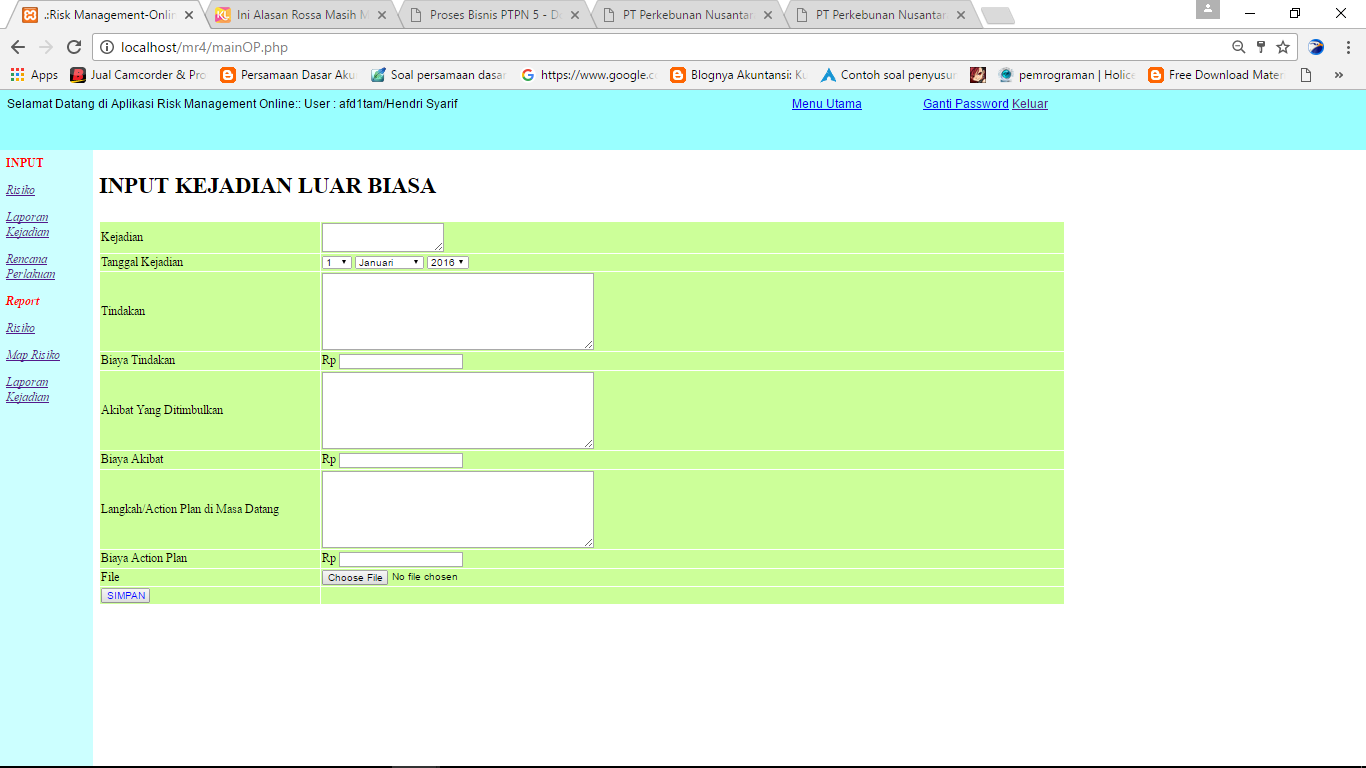 .:Risk Management-Onlin
Ini Alasan Rossa Masih M
Proses Bisnis PTPN 5 - D
PT Perkebunan Nusantar
PT Perkebunan Nusantar
localhost/mr4/mainOP.php
Apps
Jual Camcorder & Pro
Persamaan Dasar Aku
Soal persamaan dasar
https://www.google.c
Blognya Akuntansi: Ku
Contoh soal penyusun
pemrograman | Holic
Free Download Mater
»
Selamat Datang di Aplikasi Risk Management Online:: User : afd1tam/Hendri Syarif
Menu Utama
Ganti Password Keluar
INPUT
Risiko
Laporan
Kejadian
Rencana
Perlakuan
Report
Risiko
Map Risiko
Laporan
Kejadian
INPUT KEJADIAN LUAR BIASA
Kejadian
Tanggal Kejadian 1 Januari 2016
Tindakan
Biaya Tindakan Rp
Akibat Yang Ditimbulkan
Biaya Akibat Rp
Langkah/Action Plan di Masa Datang
Biaya Action Plan Rp
File Choose File No file chosen
SIMPAN